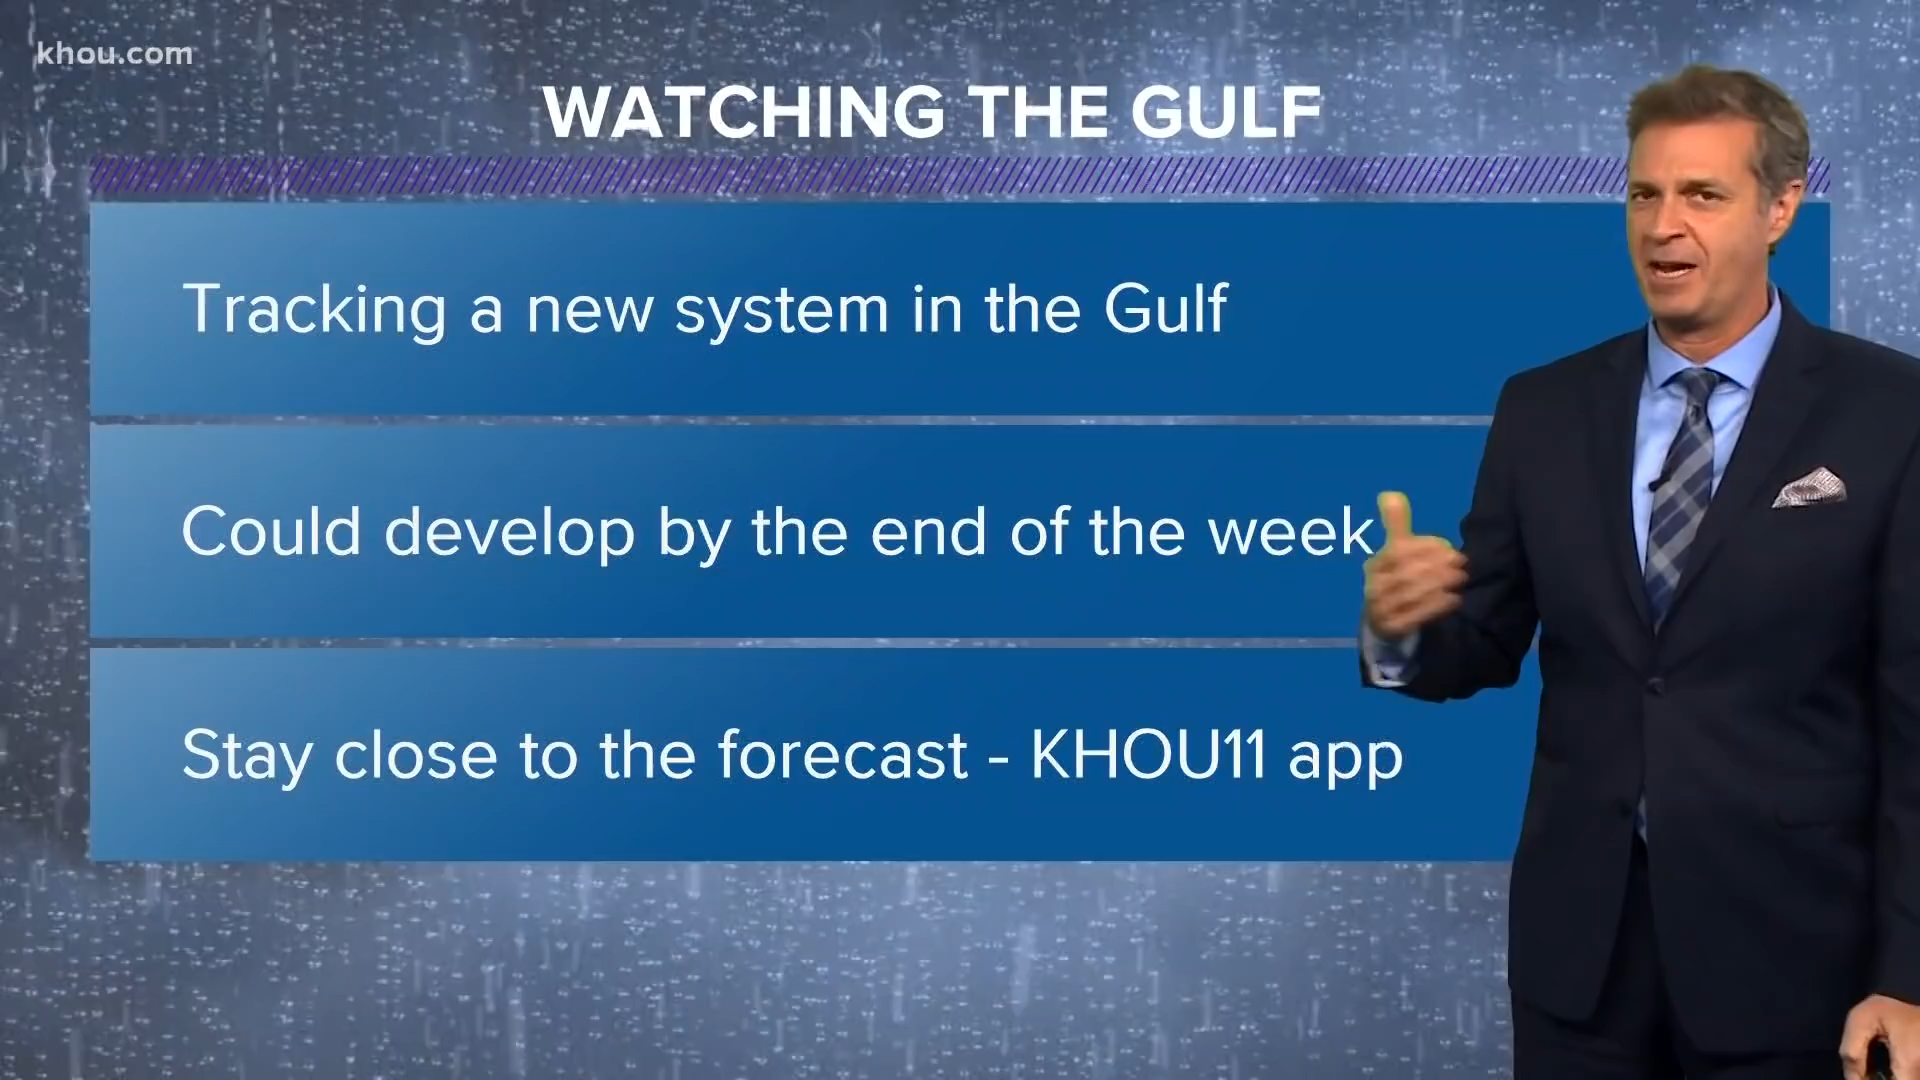 khou.com
WATCHING THE GULF
Tracking a new system in the Gulf
Could develop by the end of the week
Stay close to the forecast - KHOU11 app